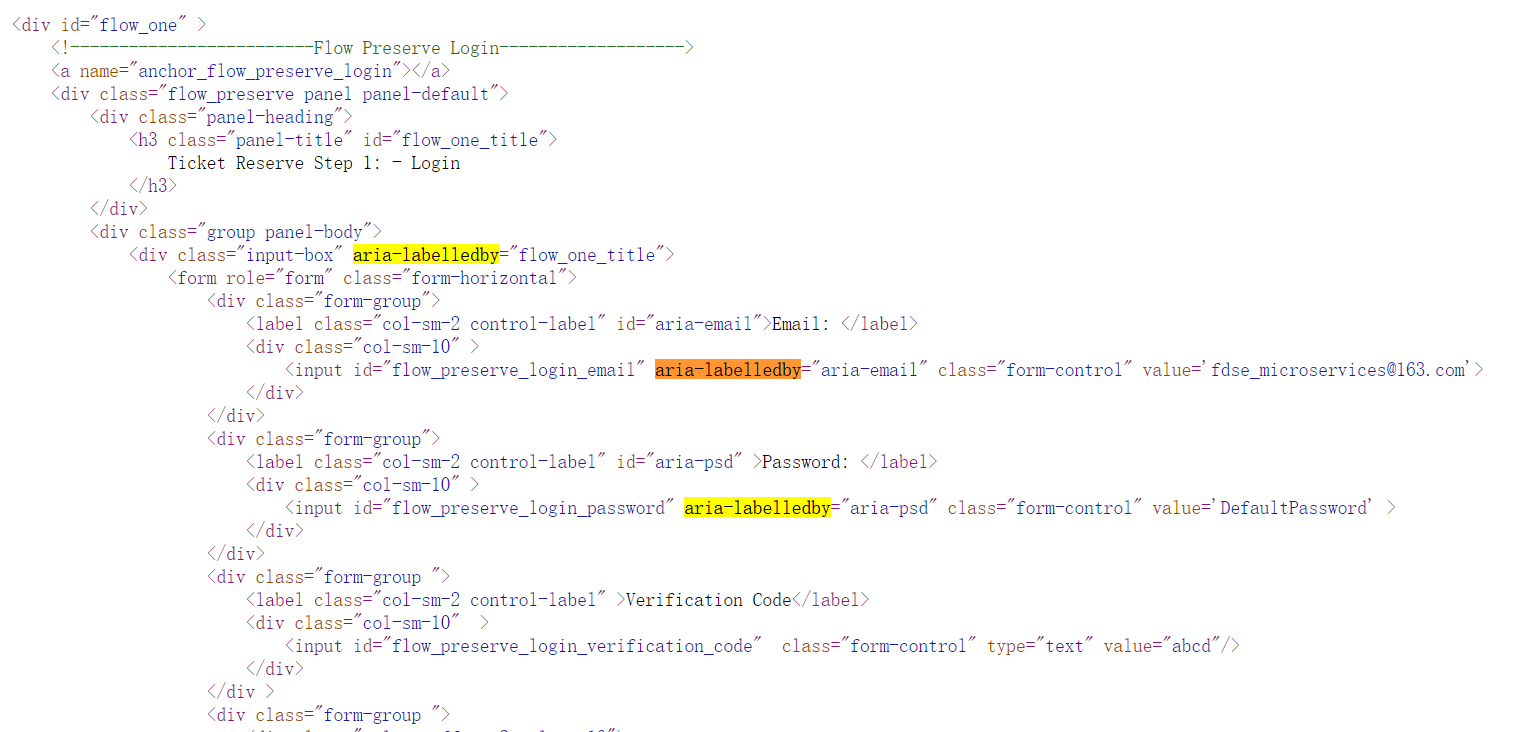 <div id="flow_one" >
<!-------------------------Flow Preserve Login------------------->
<a name="anchor_flow_preserve_login"></a>
<div class="flow_preserve panel panel-default">
<div class="panel-heading">
<h3 class="panel-title" id="flow_one_title">
Ticket Reserve Step 1: - Login
</h3>
</div>
<div class="group panel-body">
<div class="input-box" aria-labelledby="flow_one_title">
<form role="form" class="form-horizontal">
<div class="form-group">
<label class="col-sm-2 control-label" id="aria-email">Email: </label>
<div class="col-sm-10" >
<input id="flow_preserve_login_email" aria-labelledby="aria-email" class="form-control" value='fdse_microservices@163.com'>
</div>
</div>
<div class="form-group">
<label class="col-sm-2 control-label" id="aria-psd" >Password: </label>
<div class="col-sm-10" >
<input id="flow_preserve_login_password" aria-labelledby="aria-psd" class="form-control" value='DefaultPassword' >
</div>
</div>
<div class="form-group ">
<label class="col-sm-2 control-label" >Verification Code</label>
<div class="col-sm-10"  >
<input id="flow_preserve_login_verification_code"  class="form-control" type="text" value="abcd"/>
</div>
</div >
<div class="form-group ">